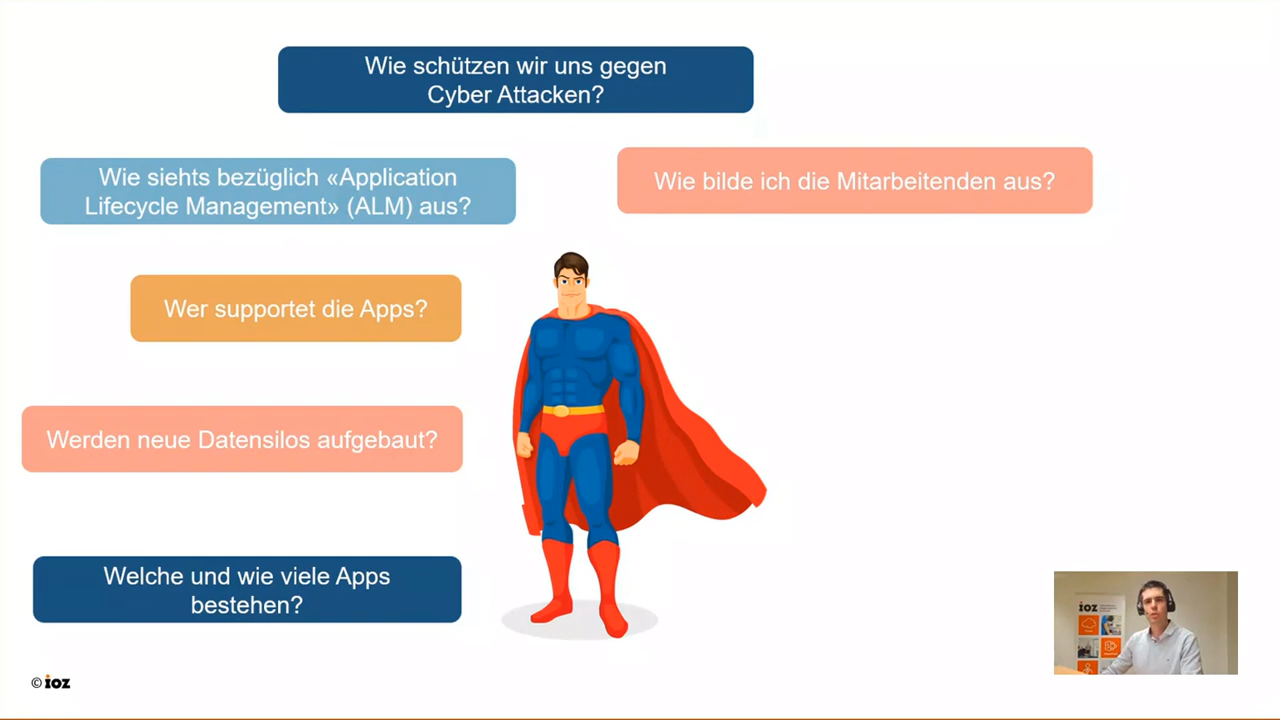 Wie schützen wir uns gegen
Cyber Attacken?
Wie siehts bezüglich «Application
Lifecycle Management» (ALM) aus?
Wie bilde ich die Mitarbeitenden aus?
Wer supportet die Apps?
Werden neue Datensilos aufgebaut?
Welche und wie viele Apps
bestehen?
© ioz
ioz